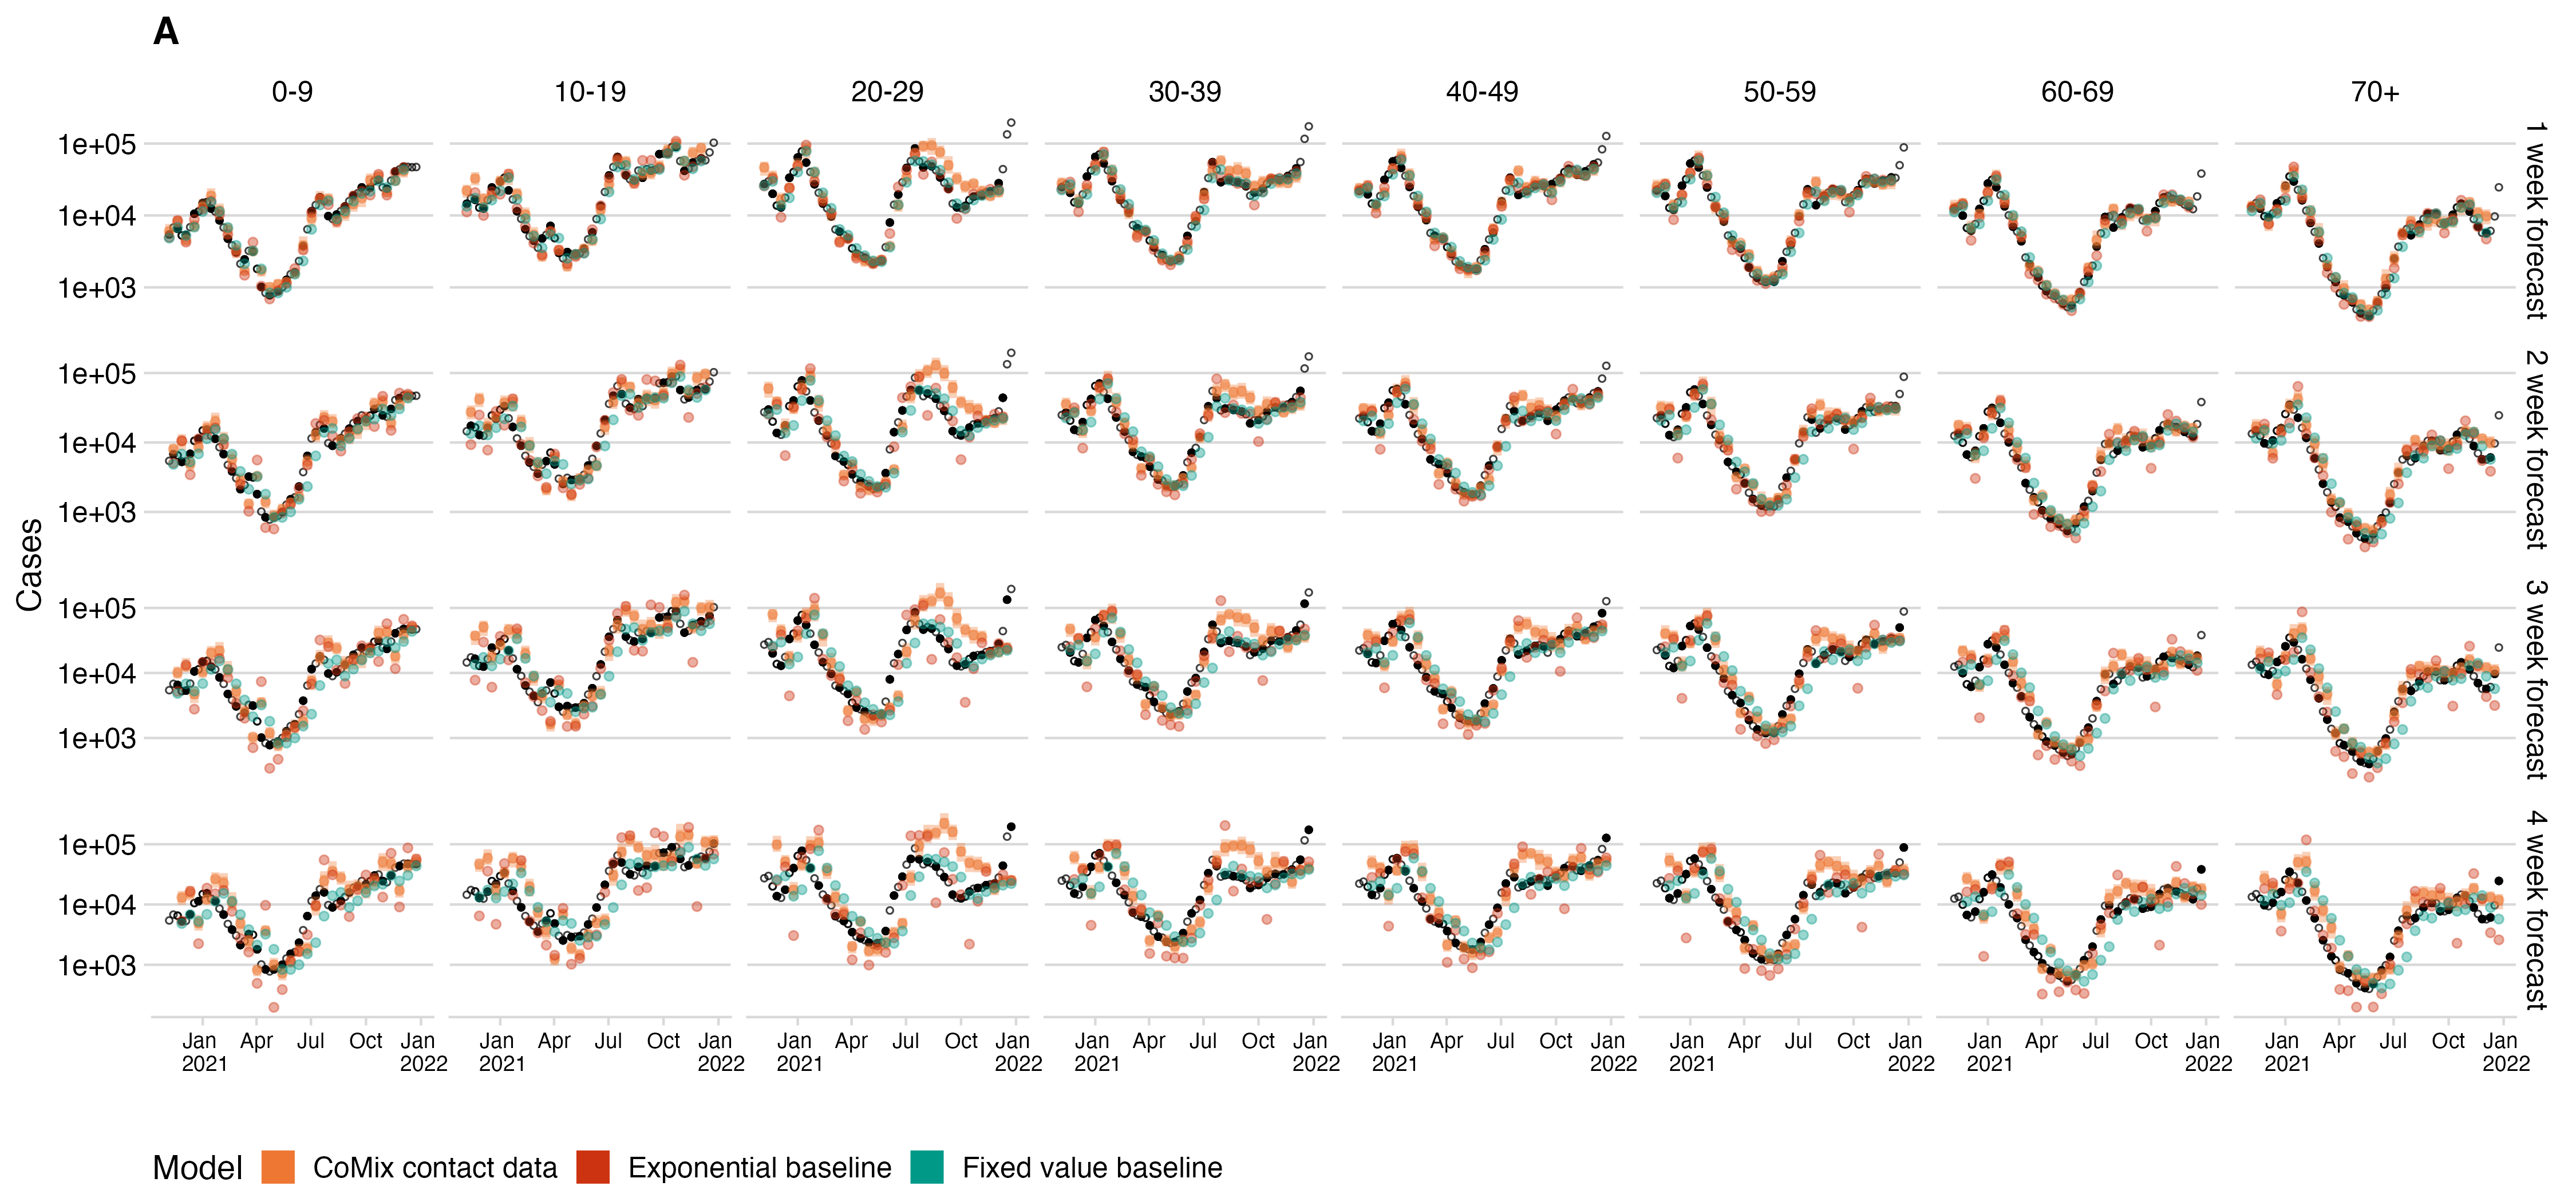 A
0-9 10-19 20-29 30-39 40-49 50-59 60-69 70+
1e+05
1e+04
1e+03
1 week forecast
1e+05
1e+04
1e+03
2 week forecast
Cases
1e+05
1e+04
1e+03
3 week forecast
1e+05
1e+04
1e+03
4 week forecast
Jan Apr Jul Oct Jan Jan Apr Jul Oct Jan Jan Apr Jul Oct Jan Jan Apr Jul Oct Jan Jan Apr Jul Oct Jan Jan Apr Jul Oct Jan Jan Apr Jul Oct Jan Jan Apr Jul Oct Jan
2021 2022 2021 2022 2021 2022 2021 2022 2021 2022 2021 2022 2021 2022 2021 2022
Model CoMix contact data Exponential baseline Fixed value baseline